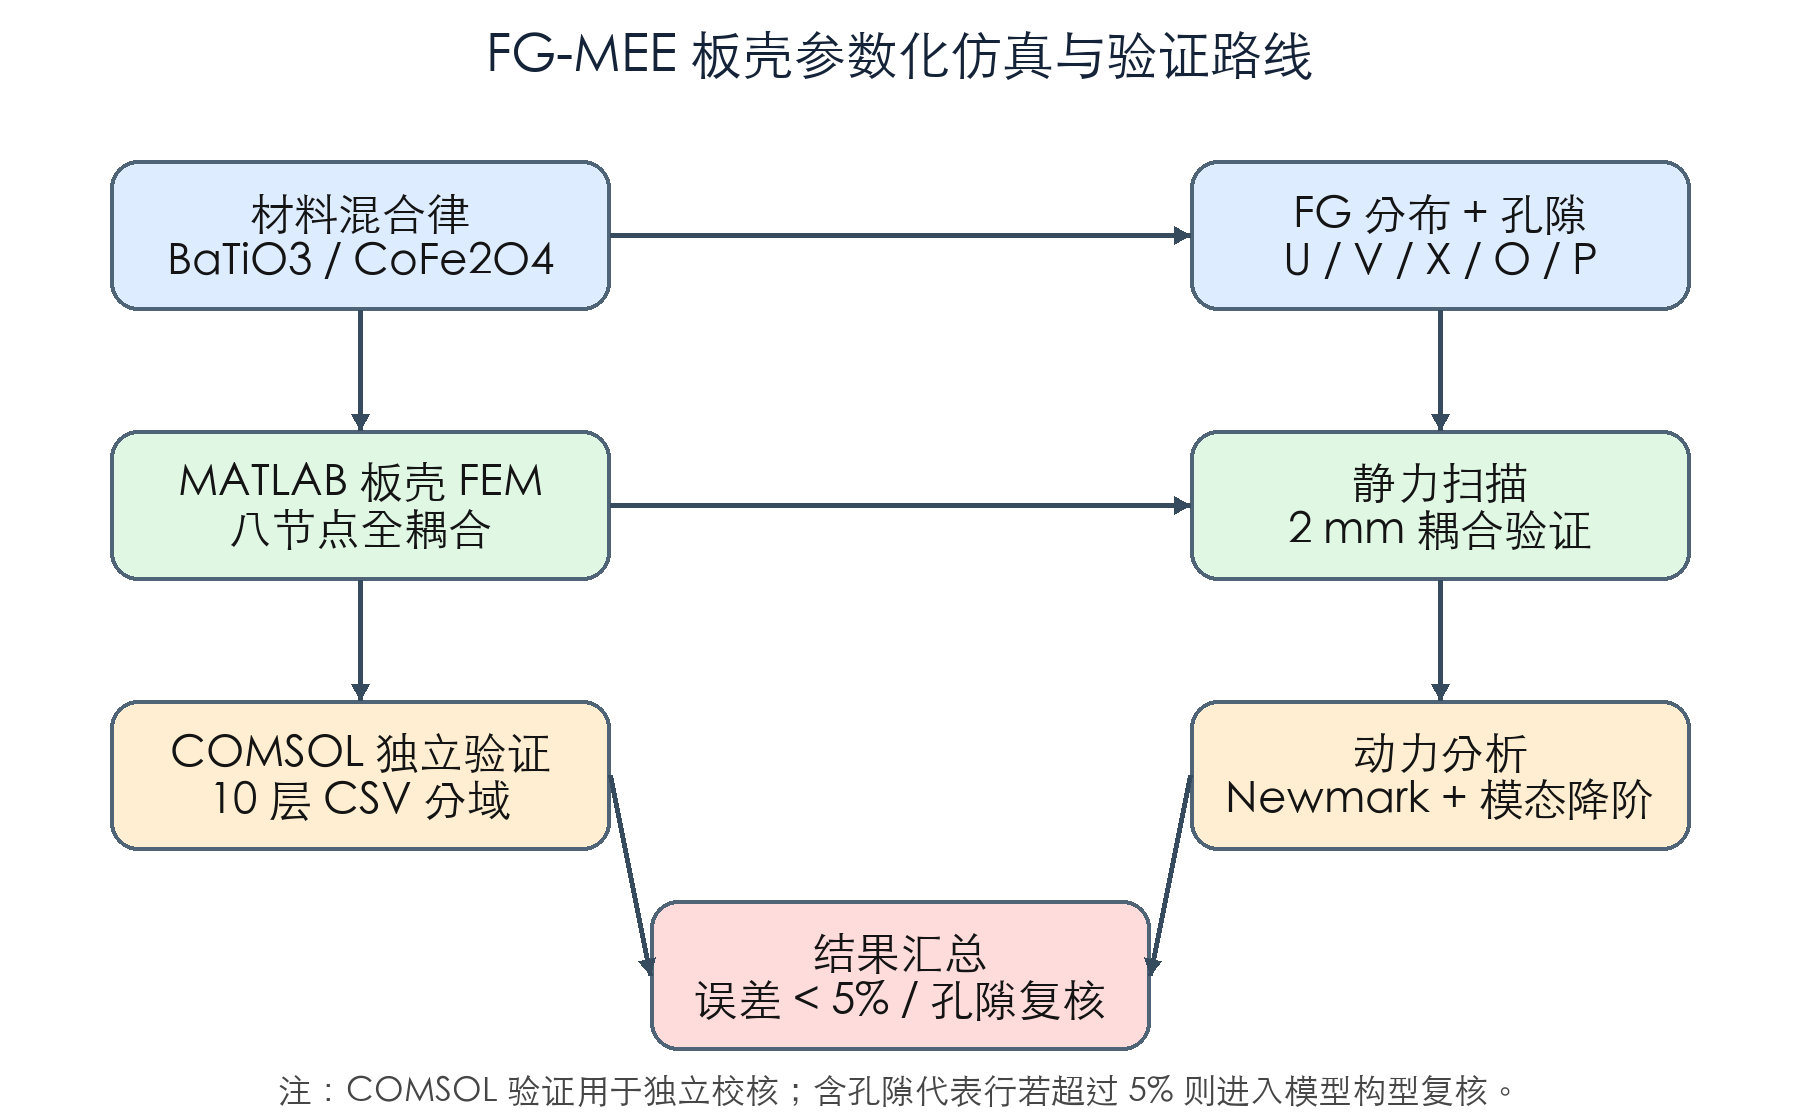 FG-MEE 板壳参数化仿真与验证路线
材料混合律
BaTiO3 / CoFe2O4
FG 分布 + 孔隙
U / V / X / O / P
MATLAB 板壳 FEM
八节点全耦合
静力扫描
2 mm 耦合验证
COMSOL 独立验证
10 层 CSV 分域
动力分析
Newmark + 模态降阶
结果汇总
误差 < 5% / 孔隙复核
注：COMSOL 验证用于独立校核；含孔隙代表行若超过 5% 则进入模型构型复核。